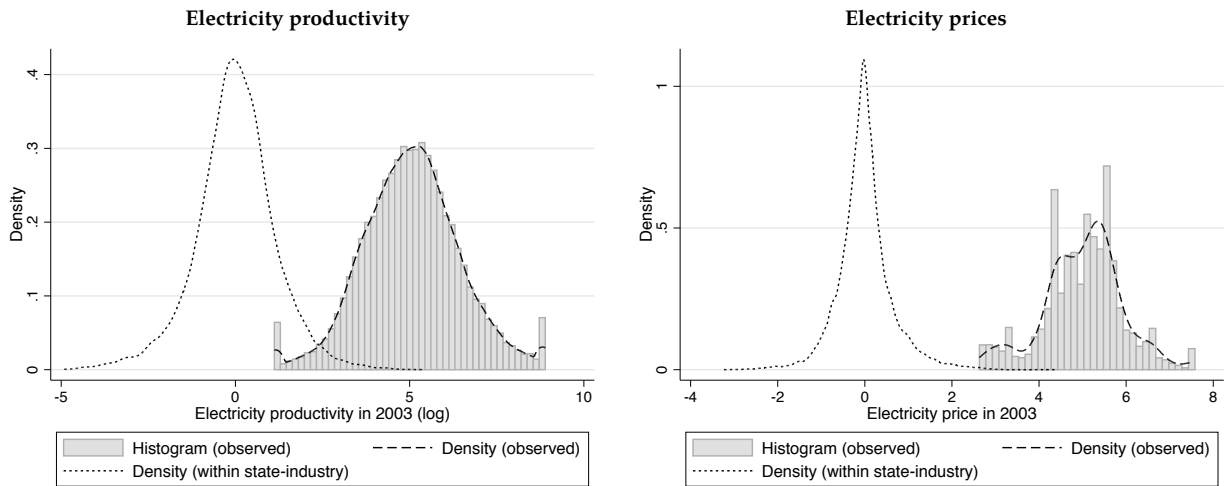 Electricity productivity
.4
.3
.2
.1
0
Density
-5
0
5
10
Electricity productivity in 2003 (log)
Histogram (observed)
Density (observed)
Density (within state-industry)
Electricity prices
1
.5
0
Density
-4
-2
0
2
4
6
8
Electricity price in 2003
Histogram (observed)
Density (observed)
Density (within state-industry)